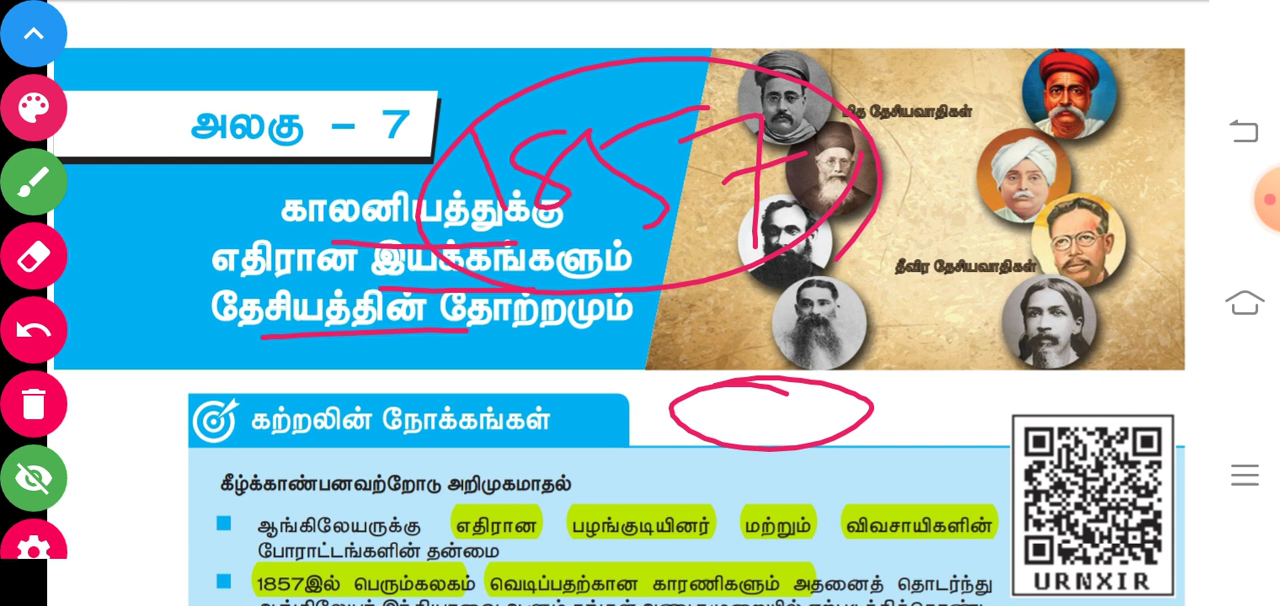 அலகு - 7
1857
காலனியத்துக்கு
எதிரான இயக்கங்களும்
தேசியத்தின் தோற்றமும்
மித தேசியவாதிகள்
தீவிர தேசியவாதிகள்
கற்றலின் நோக்கங்கள்
கீழ்க்காண்பனவற்றோடு அறிமுகமாதல்
ஆங்கிலேயருக்கு எதிரான பழங்குடியினர் மற்றும் விவசாயிகளின்
போராட்டங்களின் தன்மை
1857இல் பெரும்கலகம் வெடிப்பதற்கான காரணிகளும் அதனைத் தொடர்ந்து
URNXIR